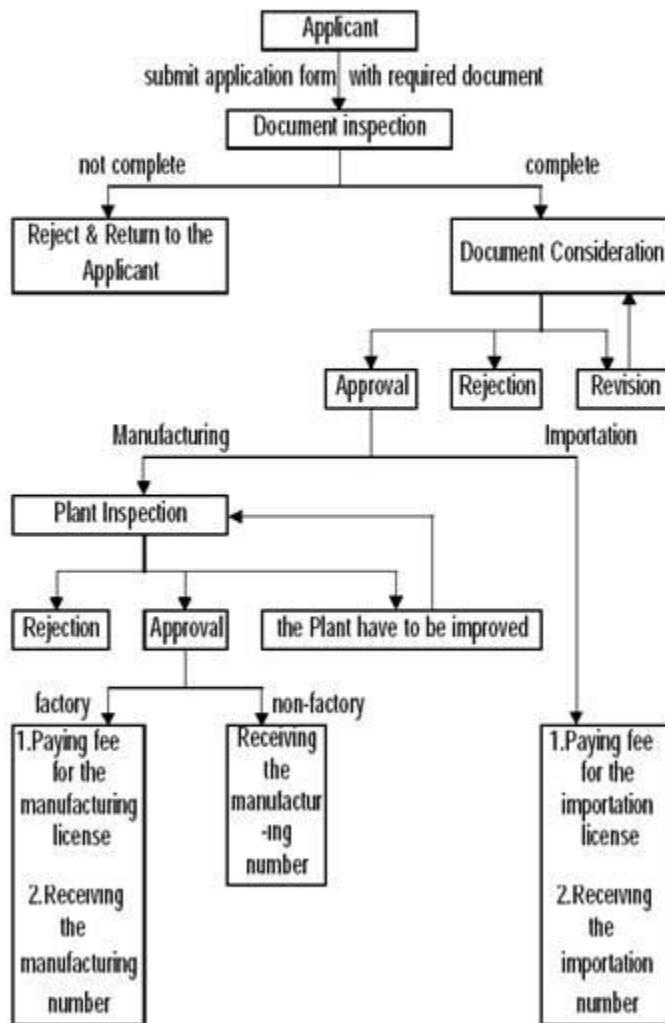 Applicant
submit application form with required document
Document inspection
not complete
complete
Reject & Return to the
Applicant
Document Consideration
Approval
Rejection
Revision
Manufacturing
Importation
Plant Inspection
Rejection
Approval
the Plant have to be improved
factory
non-factory
1.Paying fee
for the
manufacturing
license
2.Receiving
the
manufacturing
number
Receiving
the
manufactur
-ing
number
1.Paying fee
for the
importation
license
2.Receiving
the
importation
number